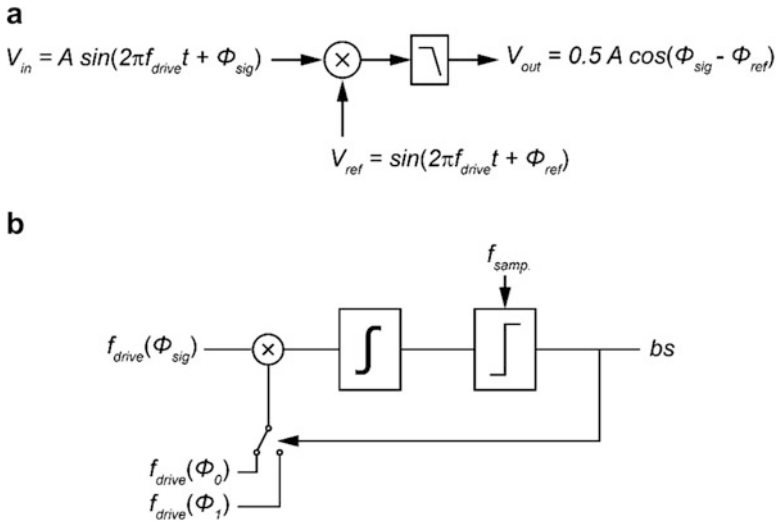 a
V_in = A sin(2πf_drive t + Φ_sig)
×
V_out = 0.5 A cos(Φ_sig - Φ_ref)
V_ref = sin(2πf_drive t + Φ_ref)
b
f_samp.
f_drive(Φ_sig)
×
∫
bs
f_drive(Φ_0)
f_drive(Φ_1)